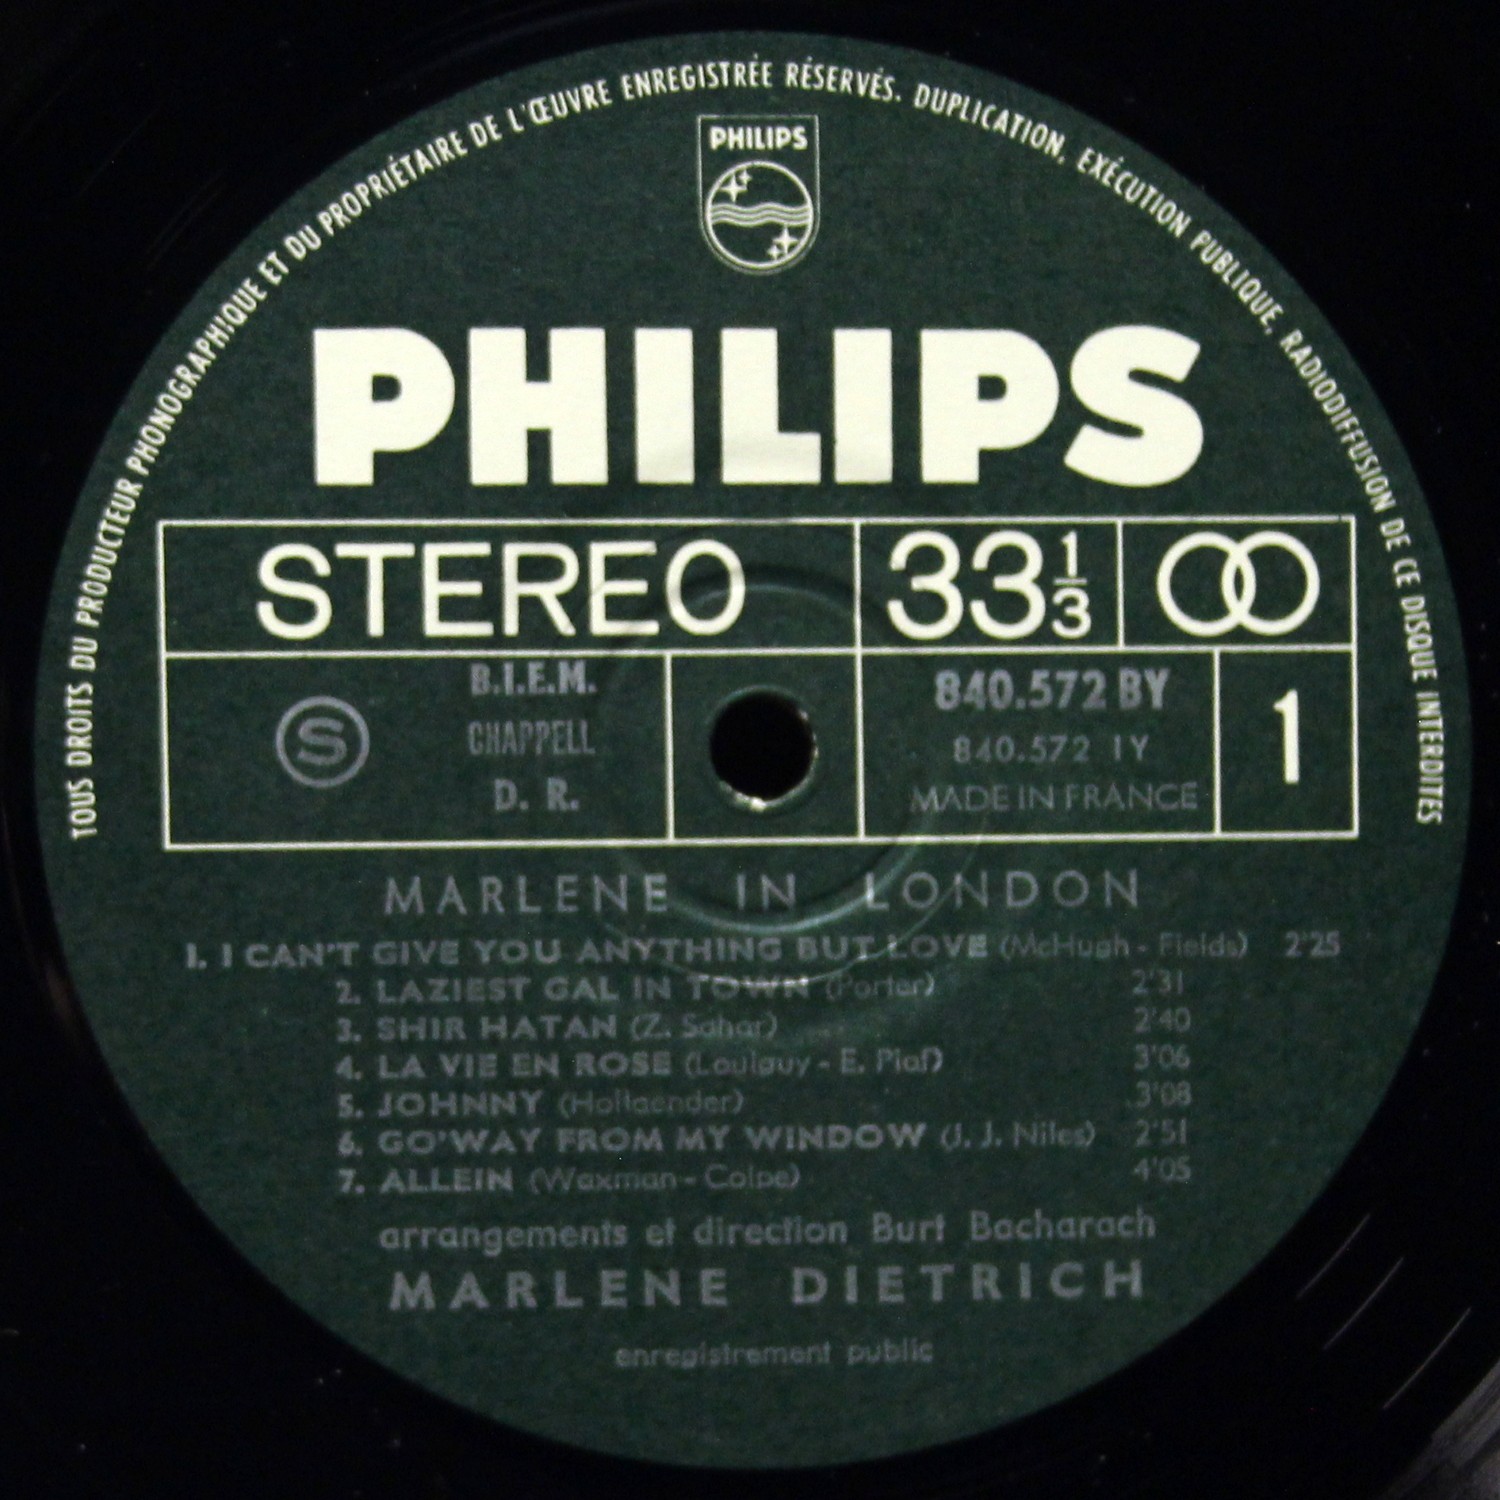 TOUS DROITS DU PRODUCTEUR PHONOGRAPHIQUE ET DU PROPRIÉTAIRE DE L'ŒUVRE ENREGISTRÉE RÉSERVÉS. DUPLICATION, EXÉCUTION PUBLIQUE, RADIODIFFUSION DE CE DISQUE INTERDITES
PHILIPS
PHILIPS
STEREO 33 1/3
S
B.I.E.M.
CHAPPELL
D. R.
840.572 BY
840.572 1Y
MADE IN FRANCE
1
MARLENE IN LONDON
1. I CAN'T GIVE YOU ANYTHING BUT LOVE (McHugh - Fields) 2'25
2. LAZIEST GAL IN TOWN (Porter) 2'31
3. SHIR HATAN (Z. Sahar) 2'40
4. LA VIE EN ROSE (Louiguy - E. Piaf) 3'06
5. JOHNNY (Hollaender) 3'08
6. GO'WAY FROM MY WINDOW (J. J. Niles) 2'51
7. ALLEIN (Waxman - Colpe) 4'05
arrangements et direction Burt Bacharach
MARLENE DIETRICH
enregistrement public